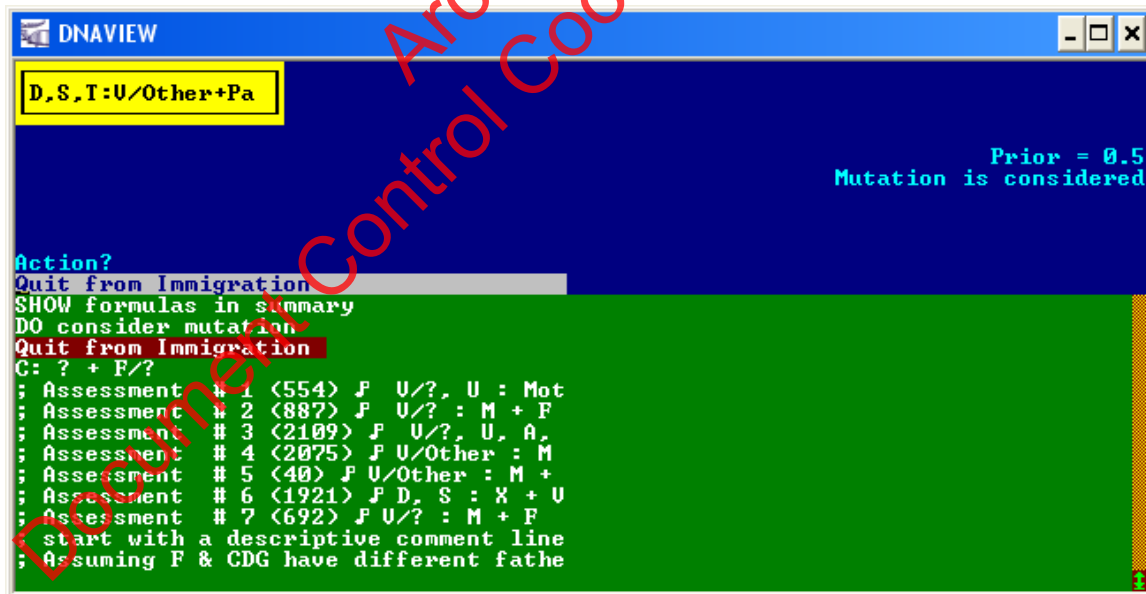 DNAVIEW
D,S,T:V/Other+Pa
Prior = 0.5
Mutation is considered
Action?
Quit from Immigration
SHOW formulas in summary
DO consider mutation
Quit from Immigration
C: ? + F/?
; Assessment # 1 (554) V/?, U : Mot
; Assessment # 2 (887) V/? : M + F
; Assessment # 3 (2109) V/?, U, A,
; Assessment # 4 (2075) V/Other : M
; Assessment # 5 (40) V/Other : M +
; Assessment # 6 (1921) D, S : X + V
; Assessment # 7 (692) V/? : M + F
; start with a descriptive comment line
; Assuming F & CDG have different fathe
Document Control